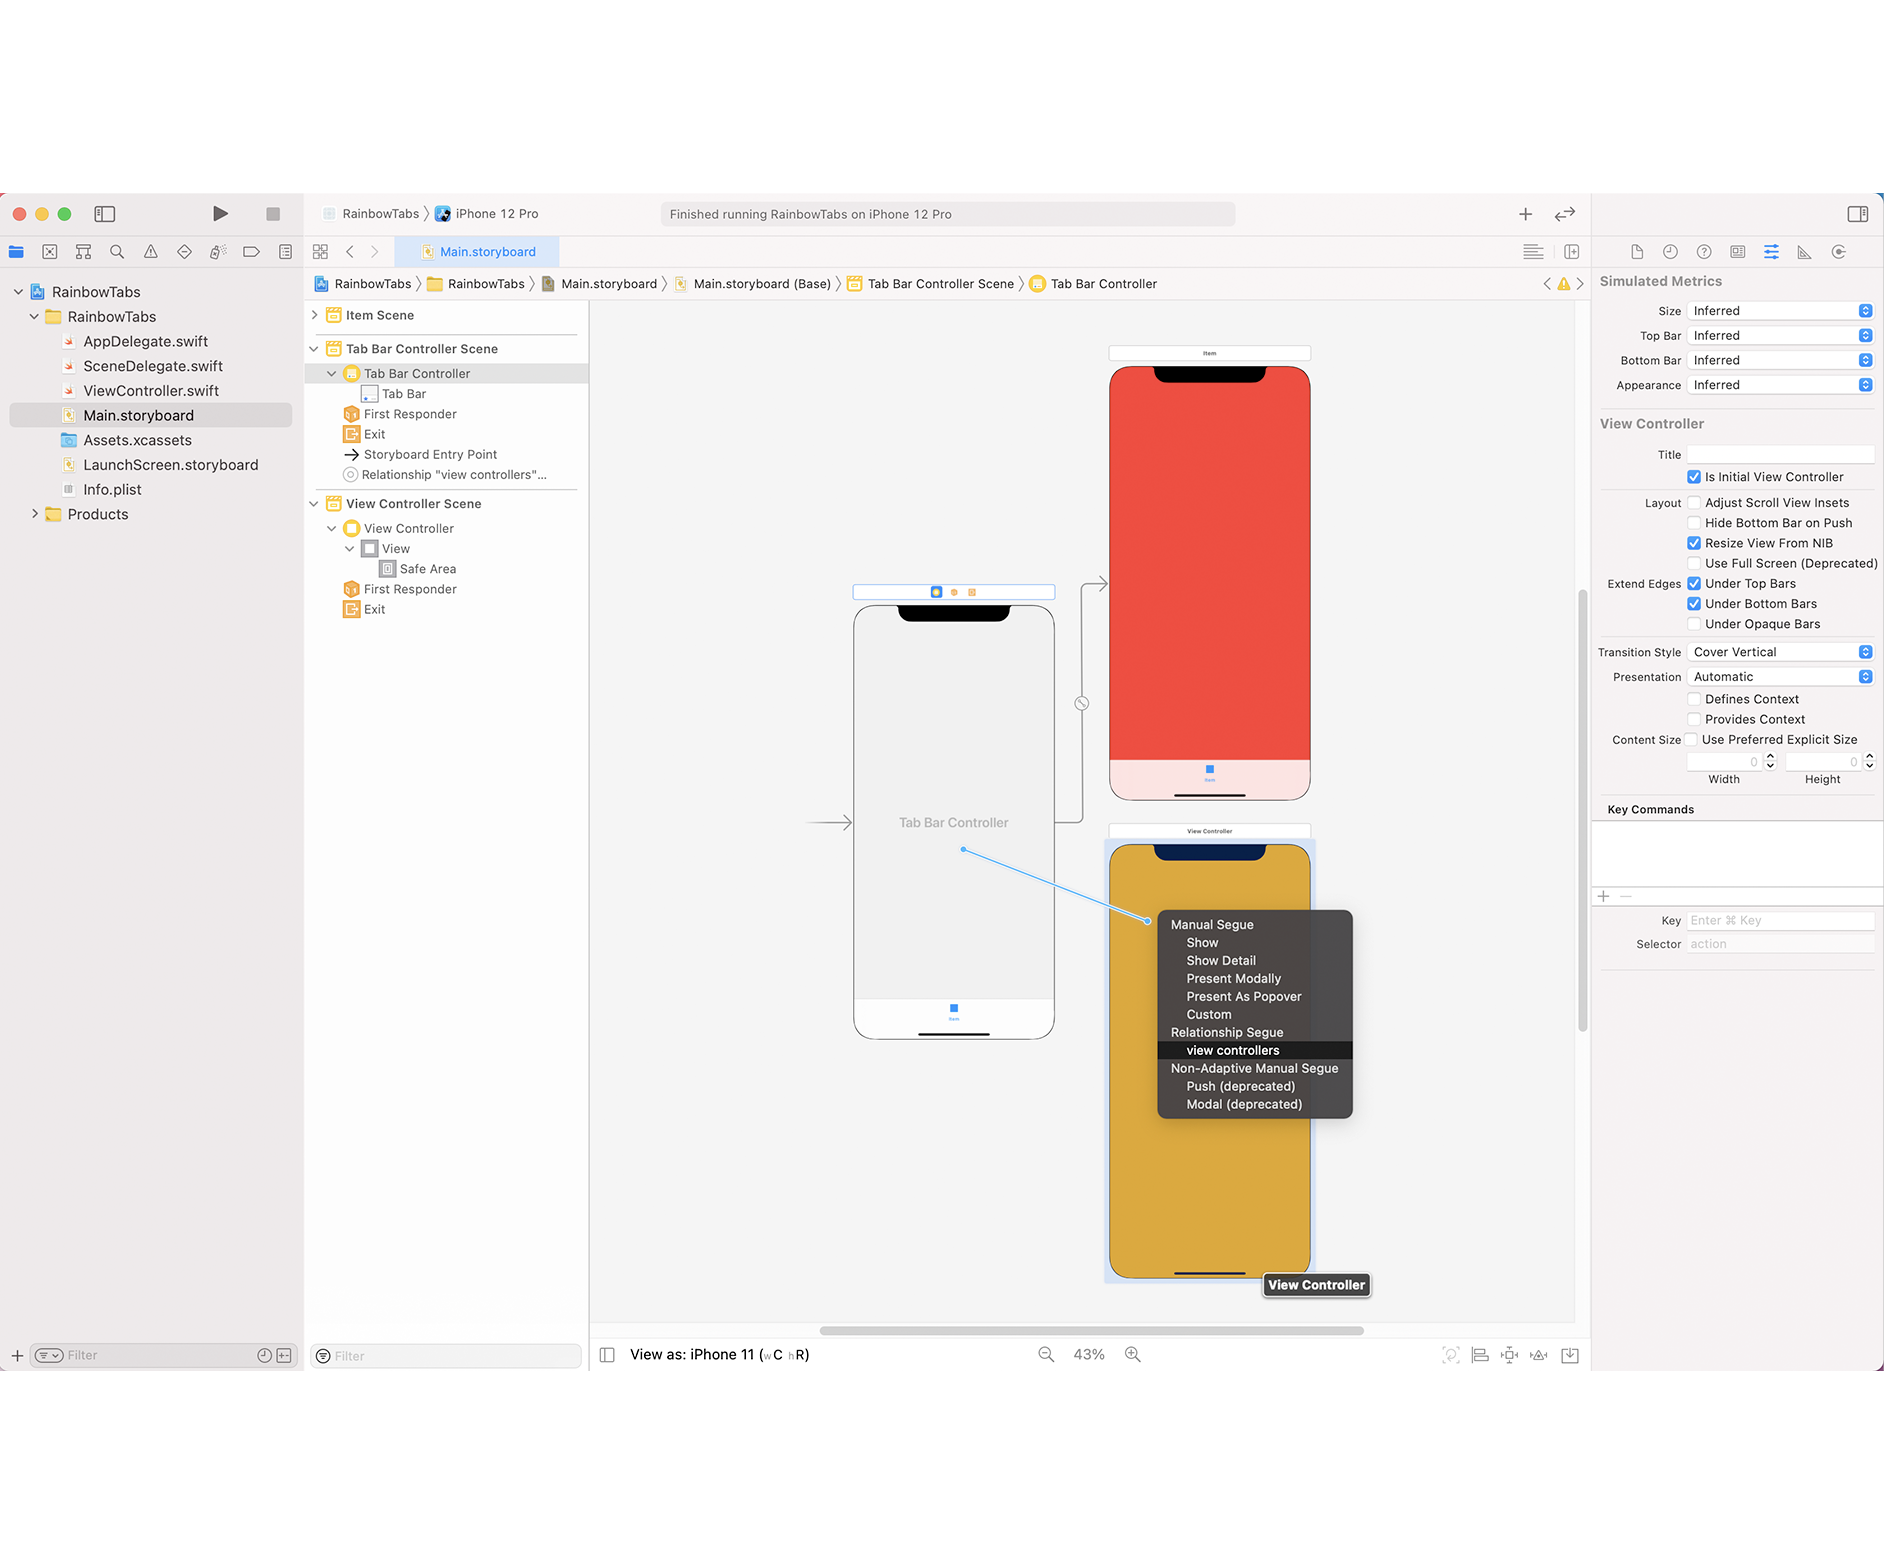 RainbowTabs
iPhone 12 Pro
Finished running RainbowTabs on iPhone 12 Pro
Main.storyboard
RainbowTabs
RainbowTabs
Main.storyboard
Main.storyboard (Base)
Tab Bar Controller Scene
Tab Bar Controller
RainbowTabs
RainbowTabs
AppDelegate.swift
SceneDelegate.swift
ViewController.swift
Main.storyboard
Assets.xcassets
LaunchScreen.storyboard
Info.plist
Products
Filter
Item Scene
Tab Bar Controller Scene
Tab Bar Controller
Tab Bar
First Responder
Exit
Storyboard Entry Point
Relationship "view controllers"...
View Controller Scene
View Controller
View
Safe Area
First Responder
Exit
Filter
Item
Item
Tab Bar Controller
Item
View Controller
Manual Segue
Show
Show Detail
Present Modally
Present As Popover
Custom
Relationship Segue
view controllers
Non-Adaptive Manual Segue
Push (deprecated)
Modal (deprecated)
View Controller
View as: iPhone 11 (wC hR)
43%
Simulated Metrics
Size Inferred
Top Bar Inferred
Bottom Bar Inferred
Appearance Inferred
View Controller
Title
Is Initial View Controller
Layout Adjust Scroll View Insets
Hide Bottom Bar on Push
Resize View From NIB
Use Full Screen (Deprecated)
Extend Edges Under Top Bars
Under Bottom Bars
Under Opaque Bars
Transition Style Cover Vertical
Presentation Automatic
Defines Context
Provides Context
Content Size Use Preferred Explicit Size
0 0
Width Height
Key Commands
Key Enter ⌘ Key
Selector action